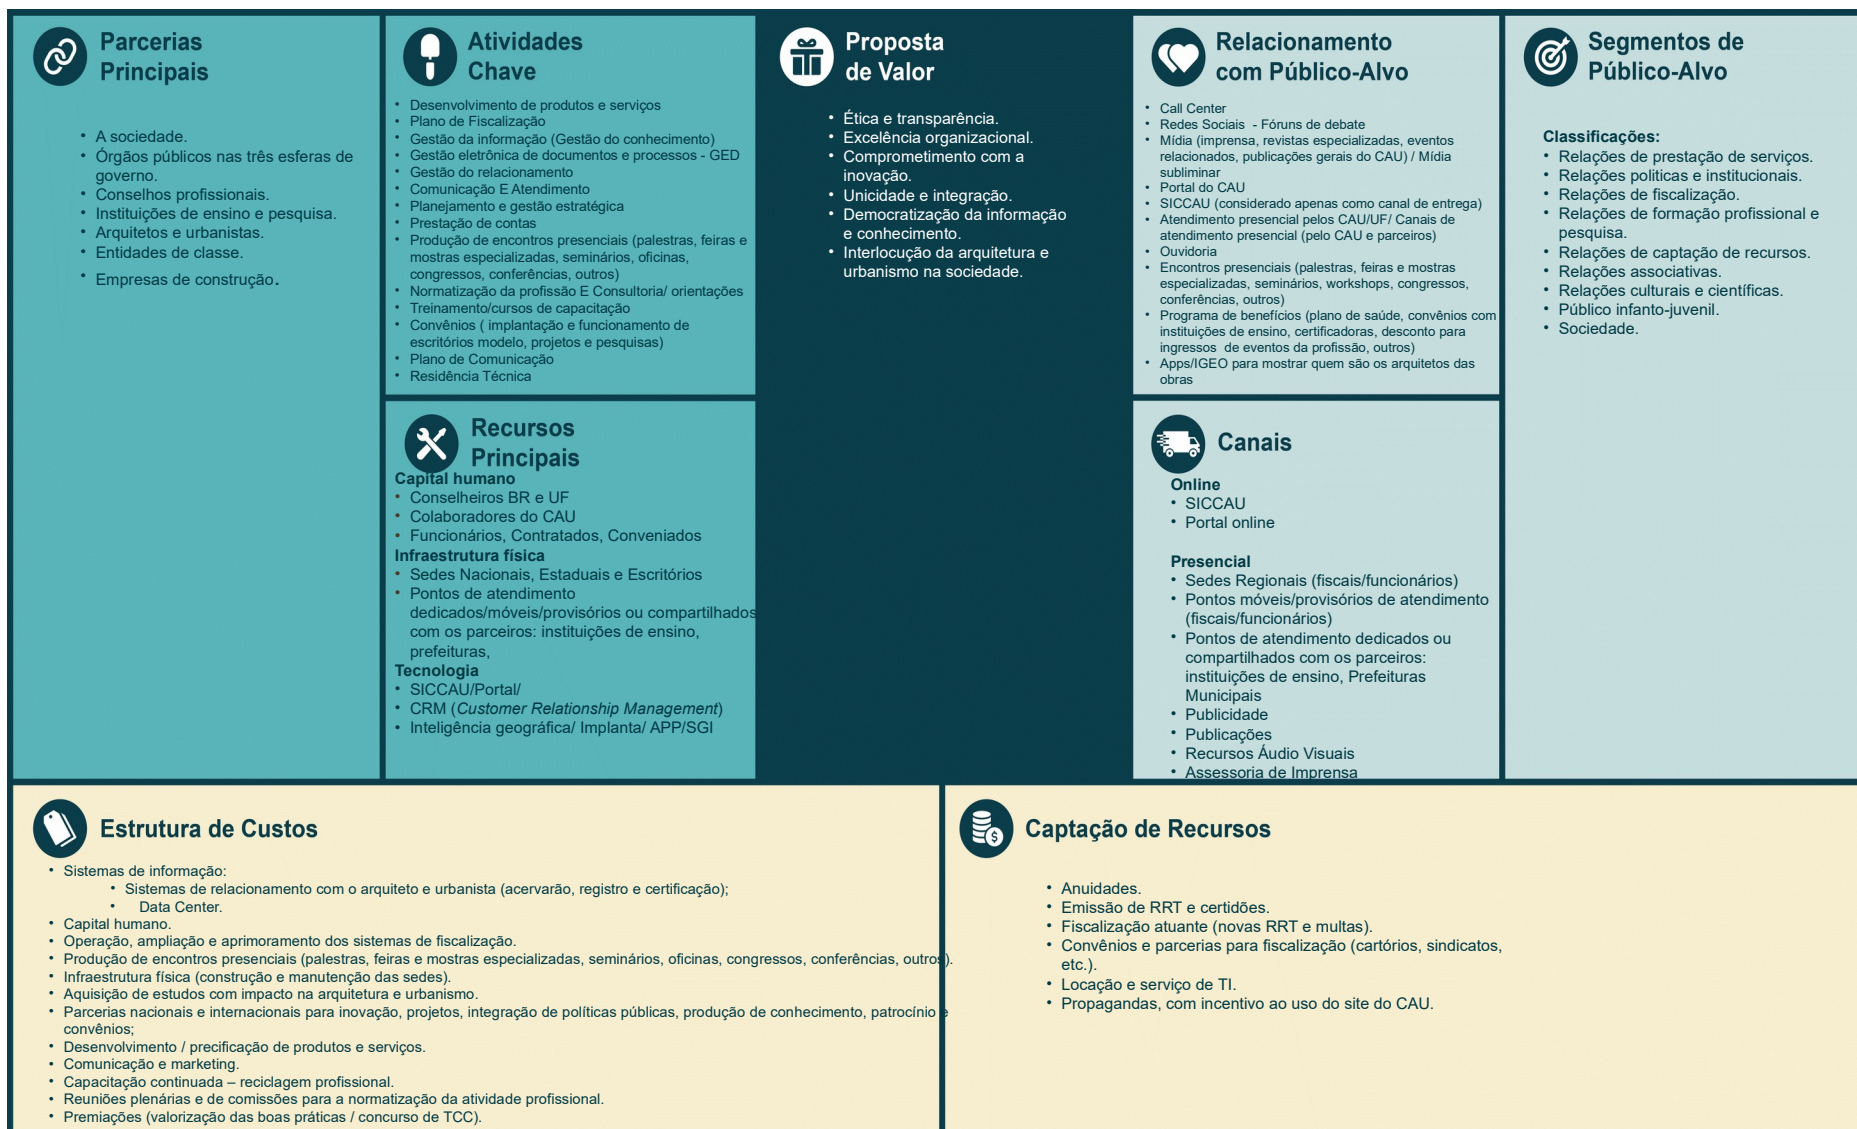 Parcerias
Principais
• A sociedade.
• Órgãos públicos nas três esferas de
governo.
• Conselhos profissionais.
• Instituições de ensino e pesquisa.
• Arquitetos e urbanistas.
• Entidades de classe.
• Empresas de construção.
Atividades
Chave
• Desenvolvimento de produtos e serviços
• Plano de Fiscalização
• Gestão da informação (Gestão do conhecimento)
• Gestão eletrônica de documentos e processos - GED
• Gestão do relacionamento
• Comunicação E Atendimento
• Planejamento e gestão estratégica
• Prestação de contas
• Produção de encontros presenciais (palestras, feiras e
mostras especializadas, seminários, oficinas,
congressos, conferências, outros)
• Normatização da profissão E Consultoria/ orientações
• Treinamento/cursos de capacitação
• Convênios ( implantação e funcionamento de
escritórios modelo, projetos e pesquisas)
• Plano de Comunicação
• Residência Técnica
Recursos
Principais
Capital humano
• Conselheiros BR e UF
• Colaboradores do CAU
• Funcionários, Contratados, Conveniados
Infraestrutura física
• Sedes Nacionais, Estaduais e Escritórios
• Pontos de atendimento
dedicados/móveis/provisórios ou compartilhados
com os parceiros: instituições de ensino,
prefeituras,
Tecnologia
• SICCAU/Portal/
• CRM (Customer Relationship Management)
• Inteligência geográfica/ Implanta/ APP/SGI
Proposta
de Valor
• Ética e transparência.
• Excelência organizacional.
• Comprometimento com a
inovação.
• Unicidade e integração.
• Democratização da informação
e conhecimento.
• Interlocução da arquitetura e
urbanismo na sociedade.
Relacionamento
com Público-Alvo
• Call Center
• Redes Sociais  - Fóruns de debate
• Mídia (imprensa, revistas especializadas, eventos
relacionados, publicações gerais do CAU) / Mídia
subliminar
• Portal do CAU
• SICCAU (considerado apenas como canal de entrega)
• Atendimento presencial pelos CAU/UF/ Canais de
atendimento presencial (pelo CAU e parceiros)
• Ouvidoria
• Encontros presenciais (palestras, feiras e mostras
especializadas, seminários, workshops, congressos,
conferências, outros)
• Programa de benefícios (plano de saúde, convênios com
instituições de ensino, certificadoras, desconto para
ingressos  de eventos da profissão, outros)
• Apps/IGEO para mostrar quem são os arquitetos das
obras
Canais
Online
• SICCAU
• Portal online
Presencial
• Sedes Regionais (fiscais/funcionários)
• Pontos móveis/provisórios de atendimento
(fiscais/funcionários)
• Pontos de atendimento dedicados ou
compartilhados com os parceiros:
instituições de ensino, Prefeituras
Municipais
• Publicidade
• Publicações
• Recursos Áudio Visuais
• Assessoria de Imprensa
Segmentos de
Público-Alvo
Classificações:
• Relações de prestação de serviços.
• Relações politicas e institucionais.
• Relações de fiscalização.
• Relações de formação profissional e
pesquisa.
• Relações de captação de recursos.
• Relações associativas.
• Relações culturais e científicas.
• Público infanto-juvenil.
• Sociedade.
Estrutura de Custos
• Sistemas de informação:
• Sistemas de relacionamento com o arquiteto e urbanista (acervarão, registro e certificação);
• Data Center.
• Capital humano.
• Operação, ampliação e aprimoramento dos sistemas de fiscalização.
• Produção de encontros presenciais (palestras, feiras e mostras especializadas, seminários, oficinas, congressos, conferências, outros).
• Infraestrutura física (construção e manutenção das sedes).
• Aquisição de estudos com impacto na arquitetura e urbanismo.
• Parcerias nacionais e internacionais para inovação, projetos, integração de políticas públicas, produção de conhecimento, patrocínio e
convênios;
• Desenvolvimento / precificação de produtos e serviços.
• Comunicação e marketing.
• Capacitação continuada – reciclagem profissional.
• Reuniões plenárias e de comissões para a normatização da atividade profissional.
• Premiações (valorização das boas práticas / concurso de TCC).
Captação de Recursos
• Anuidades.
• Emissão de RRT e certidões.
• Fiscalização atuante (novas RRT e multas).
• Convênios e parcerias para fiscalização (cartórios, sindicatos,
etc.).
• Locação e serviço de TI.
• Propagandas, com incentivo ao uso do site do CAU.